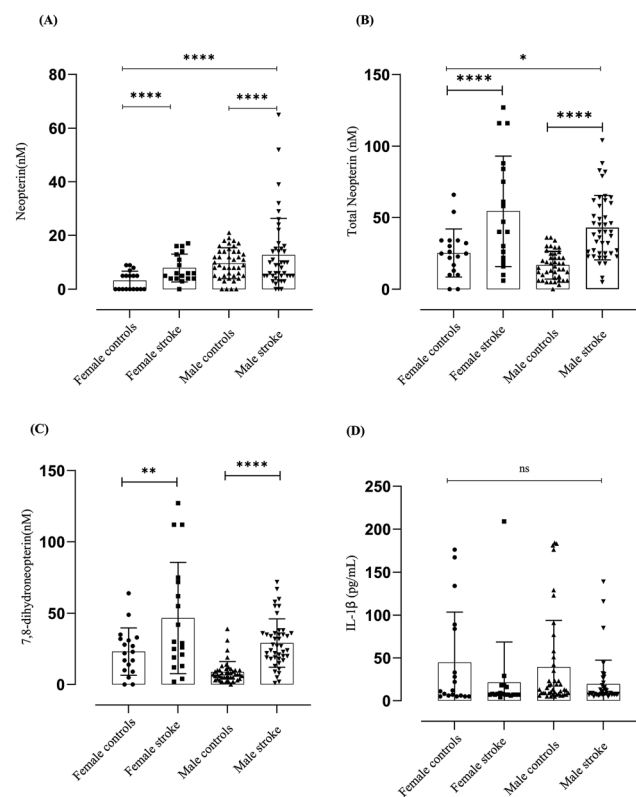 (A)
****
****
****
80
60
40
20
0
Neopterin(nM)
Female controls
Female stroke
Male controls
Male stroke
(B)
*
****
****
150
100
50
0
Total Neopterin (nM)
Female controls
Female stroke
Male controls
Male stroke
(C)
**
****
150
100
50
0
7,8-dihydroneopterin(nM)
Female controls
Female stroke
Male controls
Male stroke
(D)
ns
250
200
150
100
50
0
IL-1β (pg/mL)
Female controls
Female stroke
Male controls
Male stroke